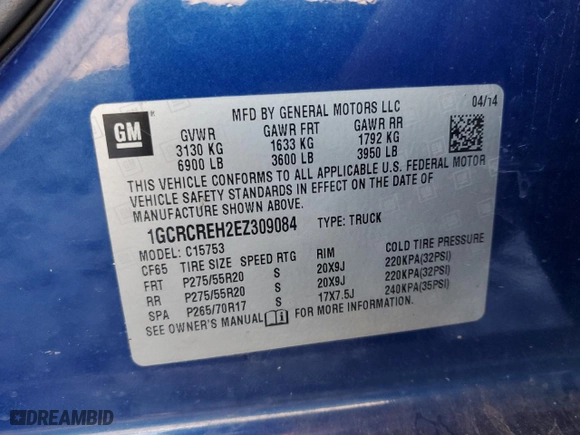 MFD BY GENERAL MOTORS LLC 04/14
GM
GVWR GAWR FRT GAWR RR
3130 KG 1633 KG 1792 KG
6900 LB 3600 LB 3950 LB
THIS VEHICLE CONFORMS TO ALL APPLICABLE U.S. FEDERAL MOTOR
VEHICLE SAFETY STANDARDS IN EFFECT ON THE DATE OF
MANUFACTURE SHOWN ABOVE.
1GCRCREH2EZ309084 TYPE: TRUCK
MODEL: C15753
CF65 TIRE SIZE SPEED RTG RIM COLD TIRE PRESSURE
FRT P275/55R20 S 20X9J 220KPA(32PSI)
RR P275/55R20 S 20X9J 220KPA(32PSI)
SPA P265/70R17 S 17X7.5J 240KPA(35PSI)
SEE OWNER'S MANUAL FOR MORE INFORMATION.
DREAMBID